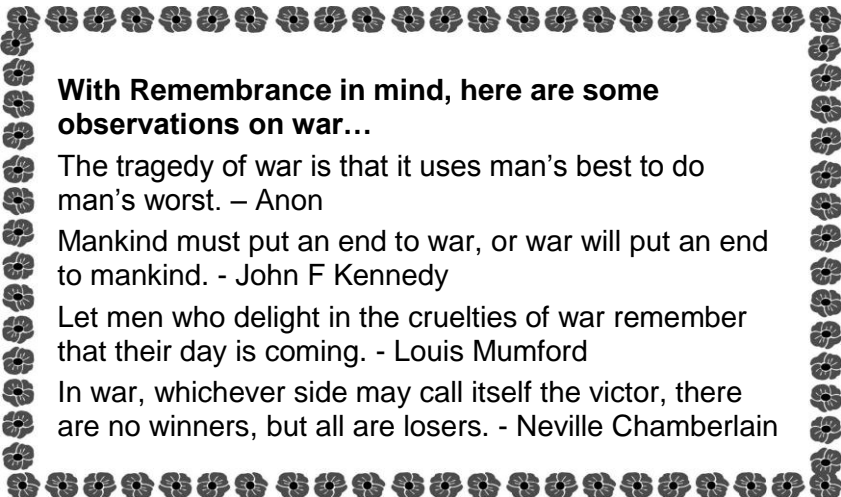 With Remembrance in mind, here are some
observations on war…
The tragedy of war is that it uses man’s best to do
man’s worst. – Anon
Mankind must put an end to war, or war will put an end
to mankind. - John F Kennedy
Let men who delight in the cruelties of war remember
that their day is coming. - Louis Mumford
In war, whichever side may call itself the victor, there
are no winners, but all are losers. - Neville Chamberlain